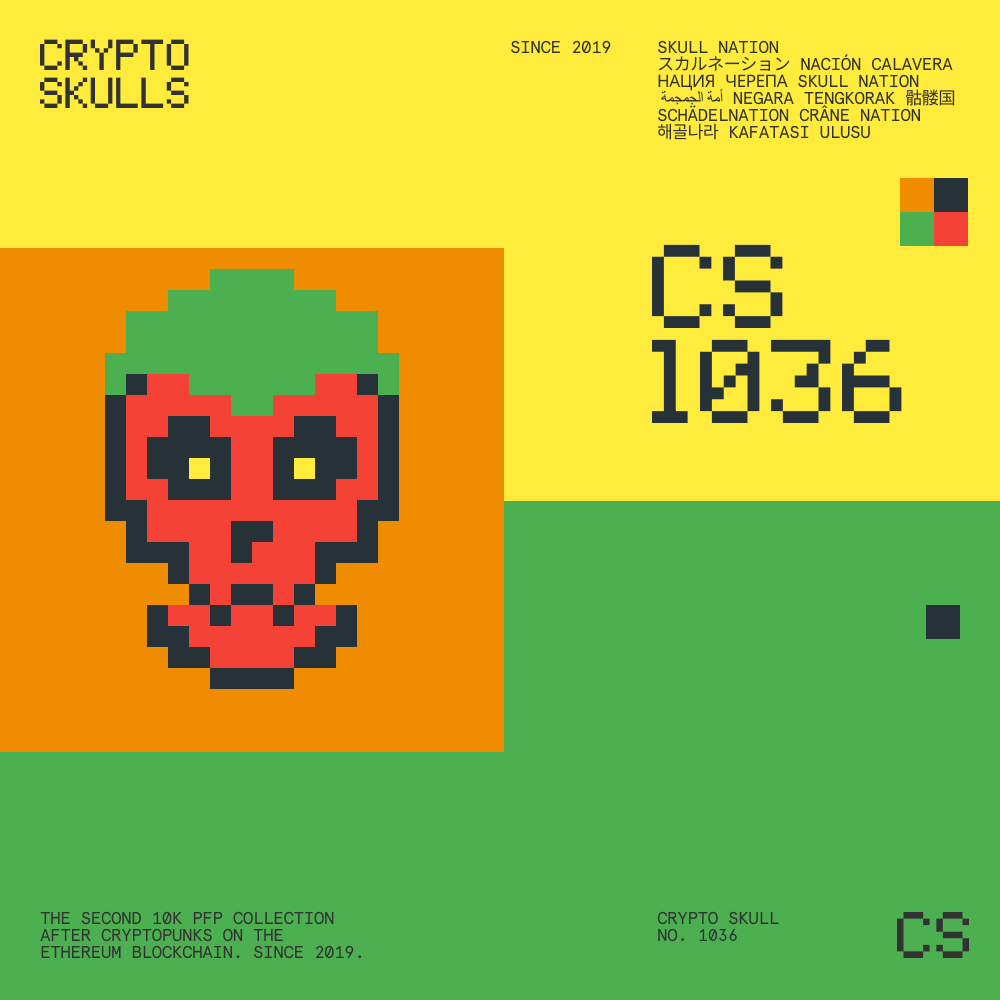 CRYPTO
SKULLS
SINCE 2019
SKULL NATION
スカルネーション NACIÓN CALAVERA
НАЦИЯ ЧЕРЕПА SKULL NATION
أمة الجمجمة NEGARA TENGKORAK 骷髅国
SCHÄDELNATION CRÂNE NATION
해골나라 KAFATASI ULUSU
CS
1036
THE SECOND 10K PFP COLLECTION
AFTER CRYPTOPUNKS ON THE
ETHEREUM BLOCKCHAIN. SINCE 2019.
CRYPTO SKULL
NO. 1036
CS